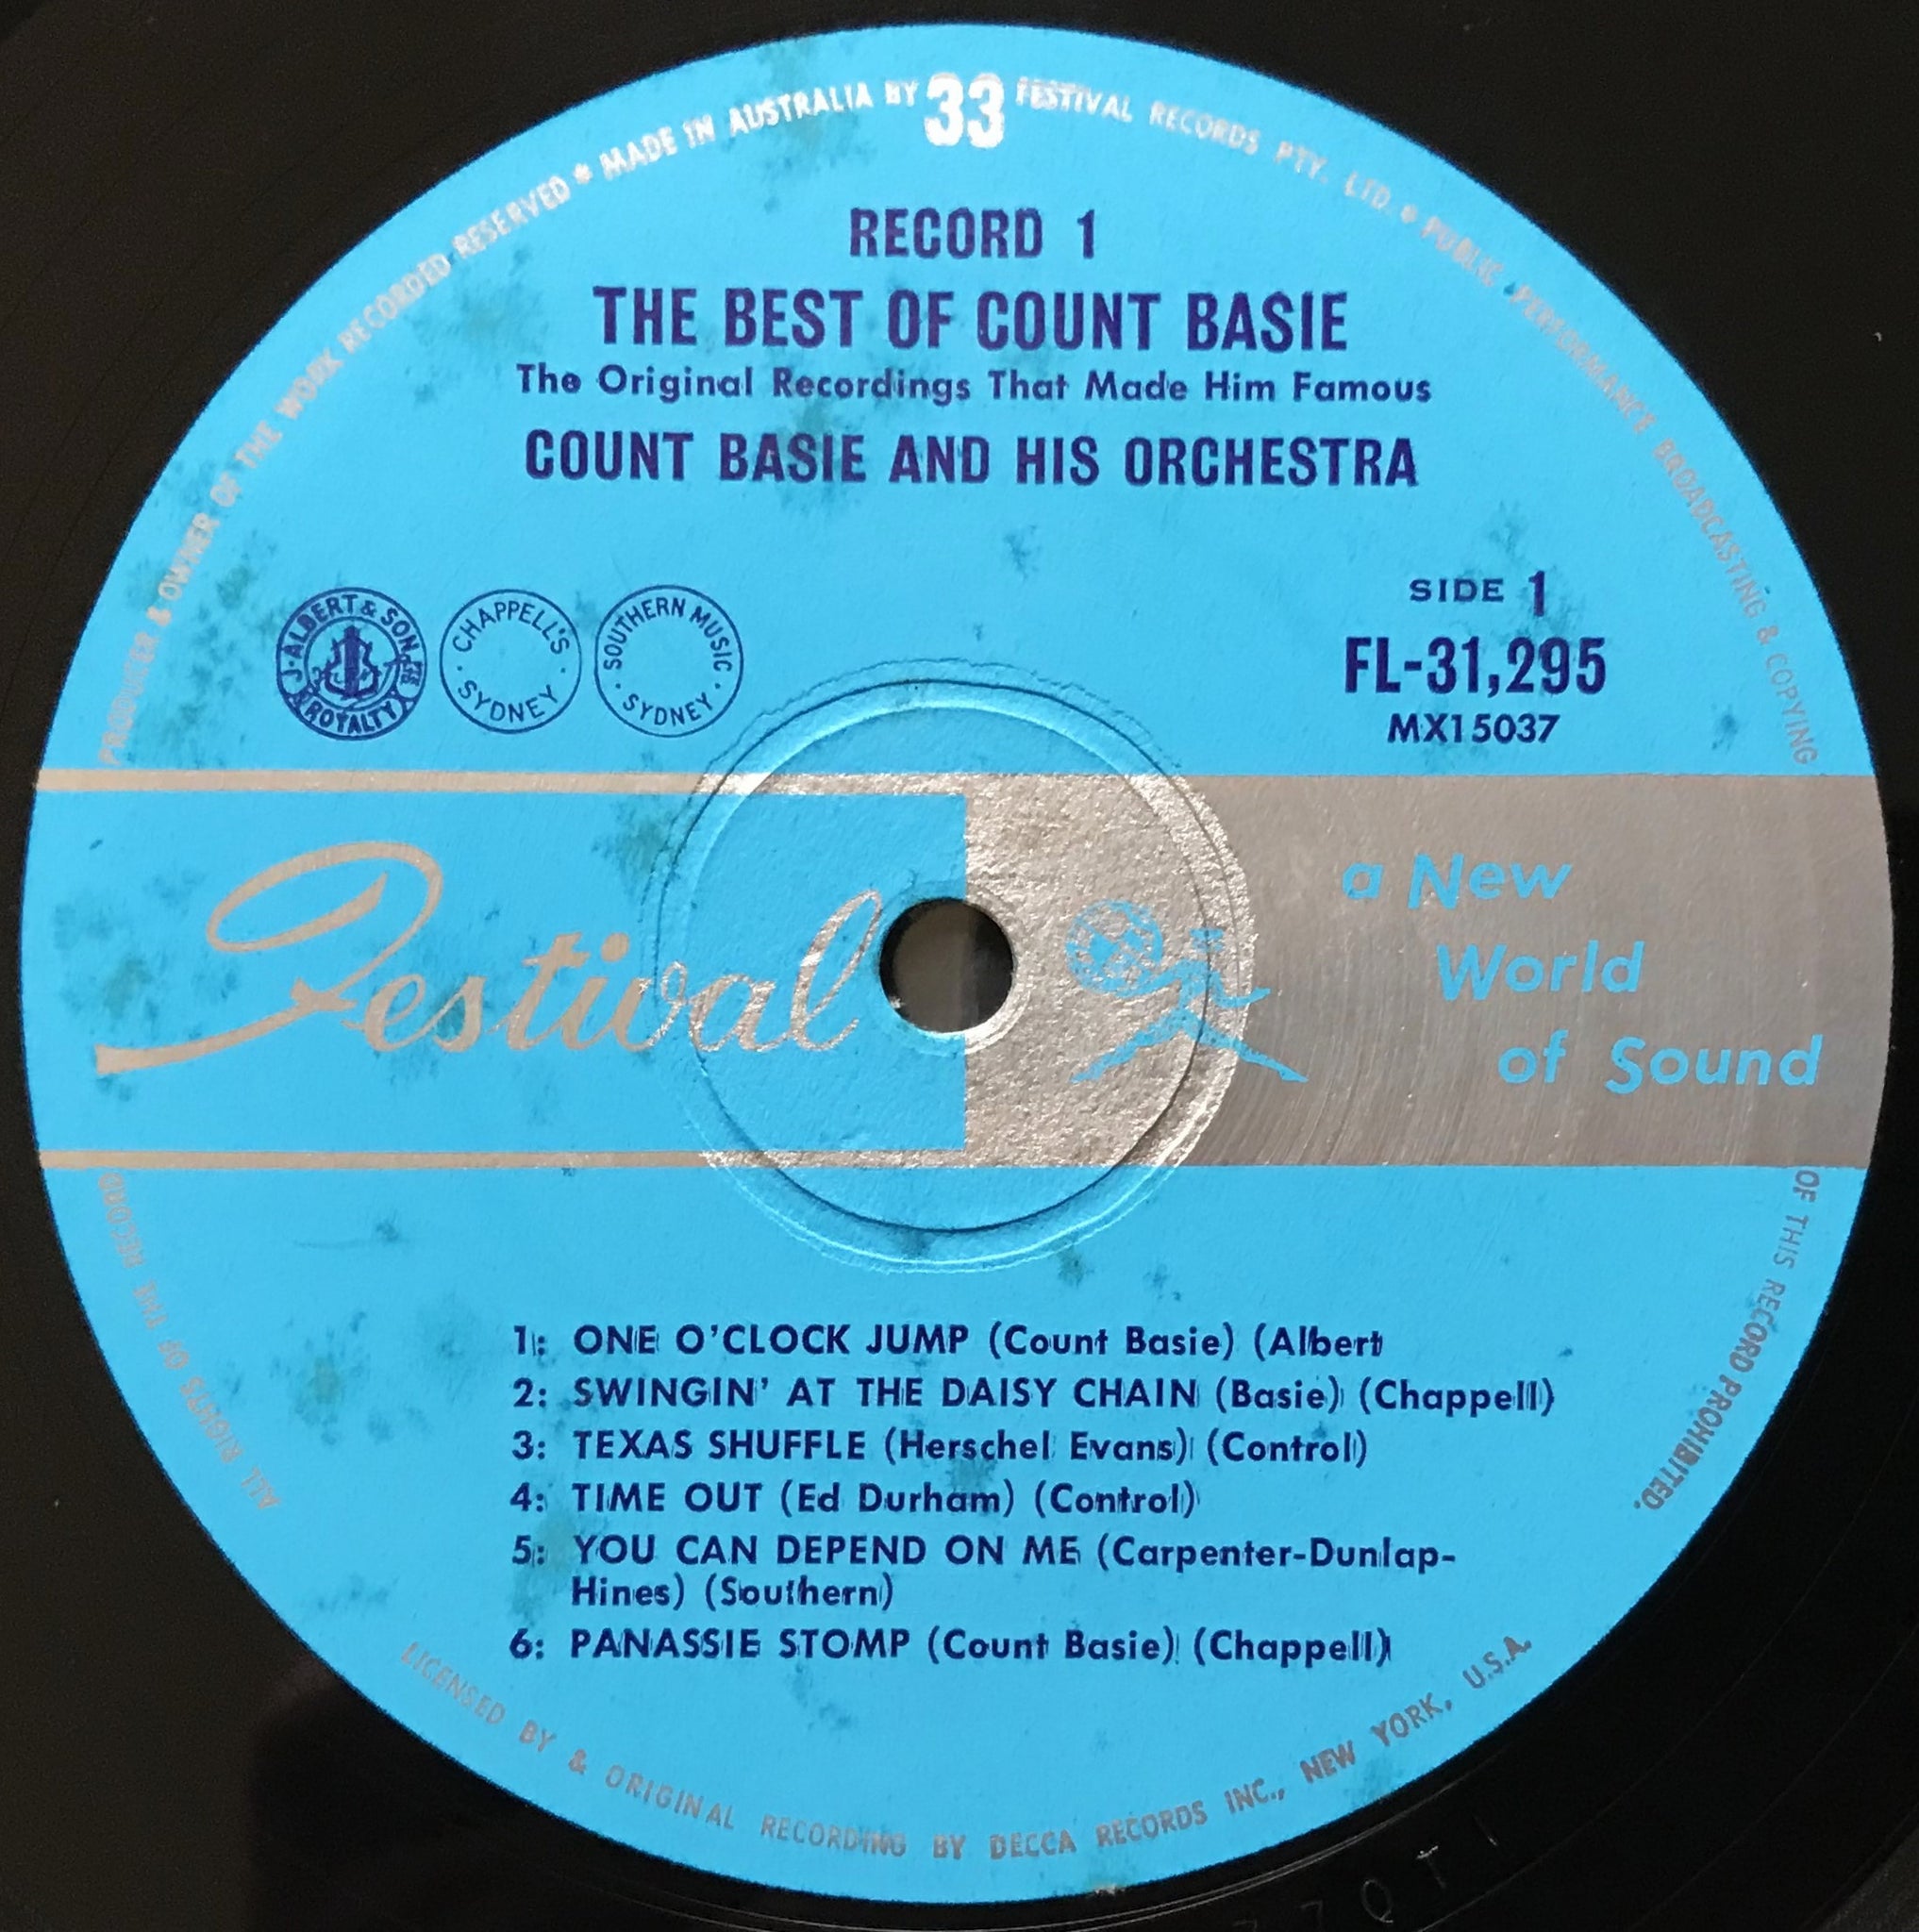 ALL RIGHTS OF THE RECORD PRODUCER & OWNER OF THE WORK RECORDED RESERVED * MADE IN AUSTRALIA BY 33 FESTIVAL RECORDS PTY. LTD. * PUBLIC PERFORMANCE BROADCASTING & COPYING OF THIS RECORD PROHIBITED.
RECORD 1
THE BEST OF COUNT BASIE
The Original Recordings That Made Him Famous
COUNT BASIE AND HIS ORCHESTRA
J. ALBERT & SON ROYALTY
CHAPPELL'S · SYDNEY ·
SOUTHERN MUSIC · SYDNEY ·
SIDE 1
FL-31,295
MX15037
Festival
a New
World
of Sound
1: ONE O'CLOCK JUMP (Count Basie) (Albert
2: SWINGIN' AT THE DAISY CHAIN (Basie) (Chappell)
3: TEXAS SHUFFLE (Herschel Evans) (Control)
4: TIME OUT (Ed Durham) (Control)
5: YOU CAN DEPEND ON ME (Carpenter-Dunlap-
Hines) (Southern)
6: PANASSIE STOMP (Count Basie) (Chappell)
LICENSED BY & ORIGINAL RECORDING BY DECCA RECORDS INC., NEW YORK, U.S.A.